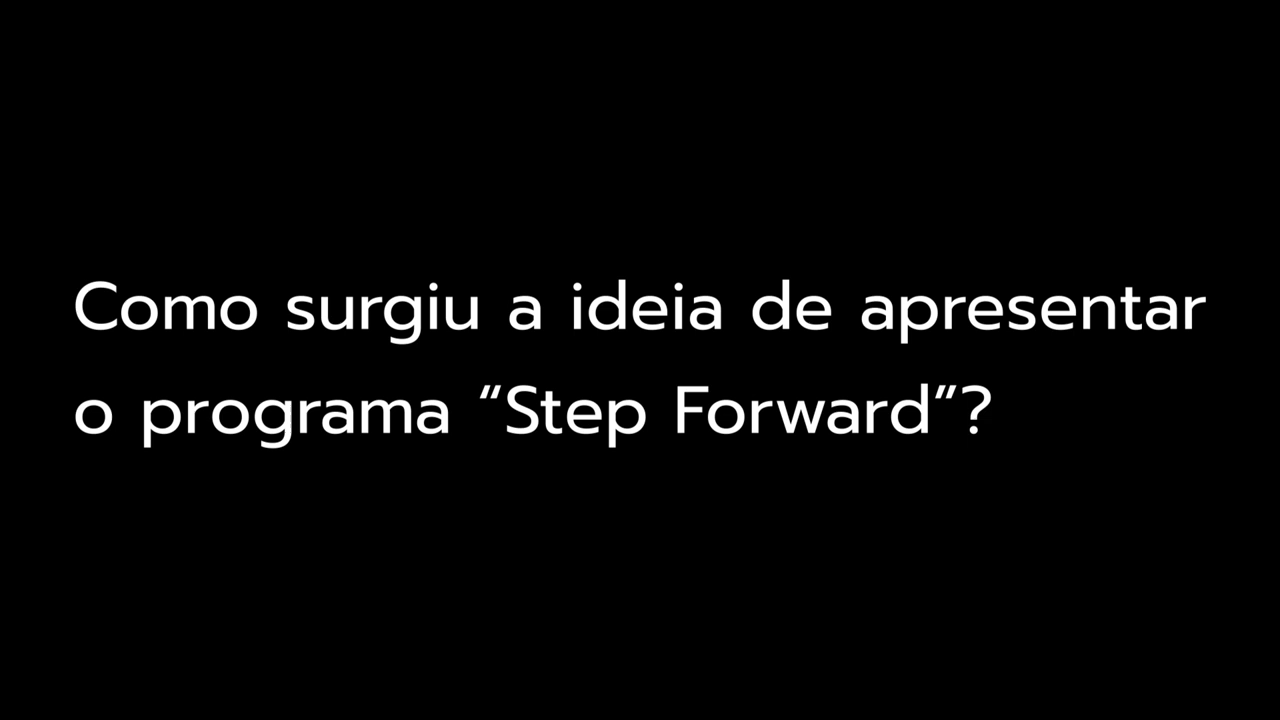 Como surgiu a ideia de apresentar
o programa “Step Forward”?